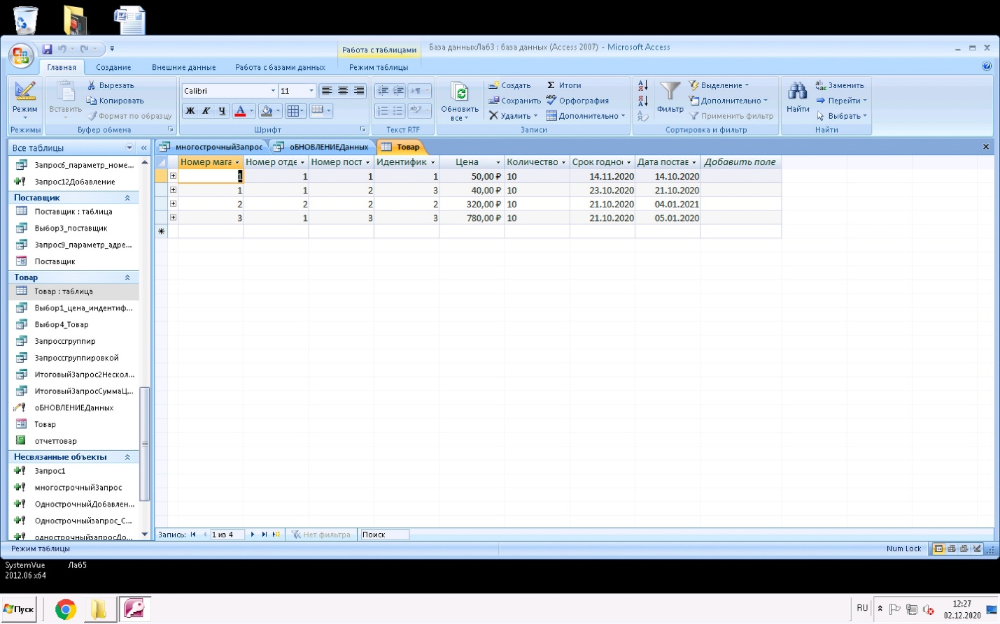 База данныхЛаб3 : база данных (Access 2007) - Microsoft Access
Работа с таблицами
Главная Создание Внешние данные Работа с базами данных Режим таблицы
Режим
Режимы
Вставить
Вырезать
Копировать
Формат по образцу
Буфер обмена
Calibri 11
Ж К Ч
Шрифт
Текст RTF
Обновить
все
Создать
Сохранить
Удалить
Итоги
Орфография
Дополнительно
Записи
Фильтр
Выделение
Дополнительно
Применить фильтр
Сортировка и фильтр
Найти
Заменить
Перейти
Выбрать
Найти
Все таблицы
Запрос6_параметр_номе...
Запрос12Добавление
Поставщик
Поставщик : таблица
Выбор3_поставщик
Запрос9_параметр_адре...
Поставщик
Товар
Товар : таблица
Выбор1_цена_индентиф...
Выбор4_Товар
Запроссгруппир
Запроссгруппировкой
ИтоговыйЗапрос2Нескол...
ИтоговыйЗапросСуммаЦ...
оБНОВЛЕНИЕДанных
Товар
отчеттовар
Несвязанные объекты
Запрос1
многострочныйЗапрос
ОднострочныйДобавлен...
Однострочныйзапрос_С...
однострочныйзапросДо...
многострочныйЗапрос оБНОВЛЕНИЕДанных Товар
Номер мага Номер отде Номер пост Идентифик Цена Количество Срок годно Дата постав Добавить поле
1 1 1 1 50,00 ₽ 10 14.11.2020 14.10.2020
1 1 2 3 40,00 ₽ 10 23.10.2020 21.10.2020
2 2 2 2 320,00 ₽ 10 21.10.2020 04.01.2021
3 1 3 3 780,00 ₽ 10 21.10.2020 05.01.2020
Запись: 1 из 4 Нет фильтра Поиск
Режим таблицы Num Lock
SystemVue
2012.06 x64
Лаб5
Пуск RU 12:27
02.12.2020